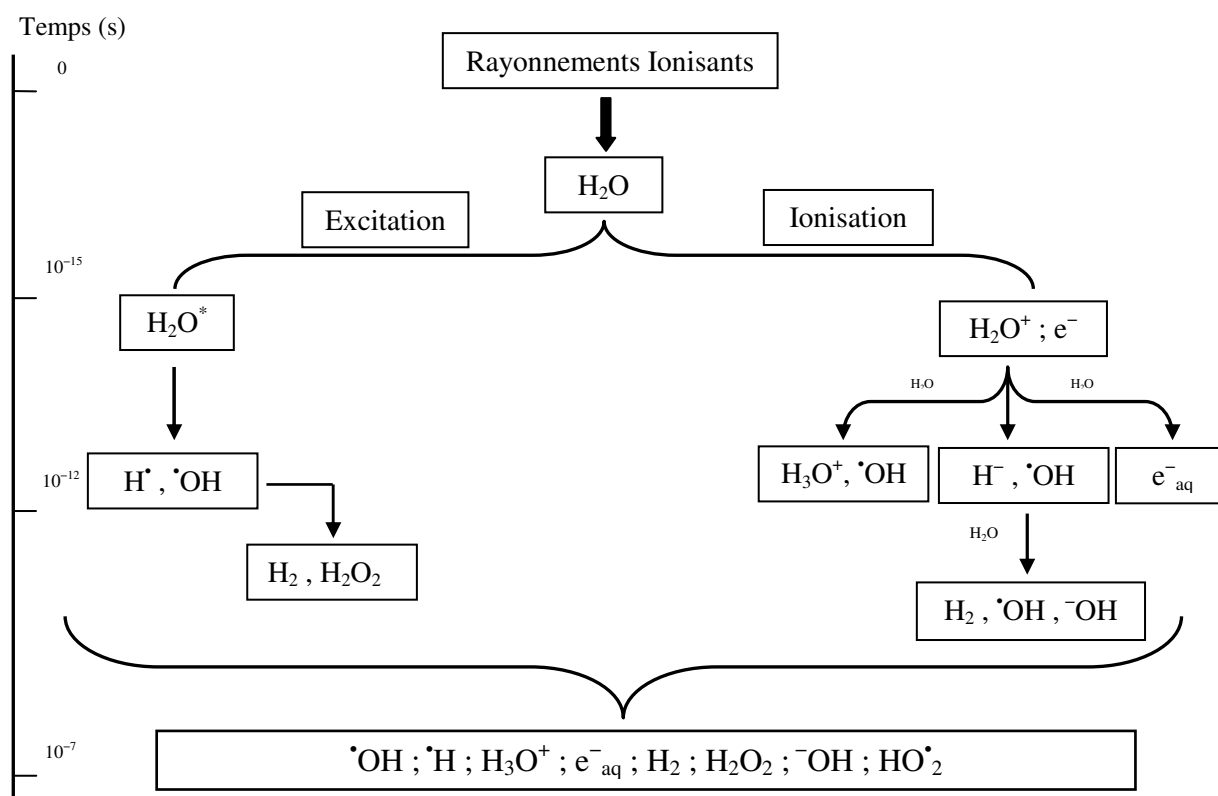 Temps (s)
0
Rayonnements Ionisants
H₂O
Excitation
Ionisation
10⁻¹⁵
H₂O*
H₂O⁺ ; e⁻
H₂O
H₂O
10⁻¹²
H• , •OH
H₃O⁺, •OH
H⁻ , •OH
e⁻aq
H₂O
H₂ , H₂O₂
H₂ , •OH , ⁻OH
10⁻⁷
•OH ; •H ; H₃O⁺ ; e⁻aq ; H₂ ; H₂O₂ ; ⁻OH ; HO•₂